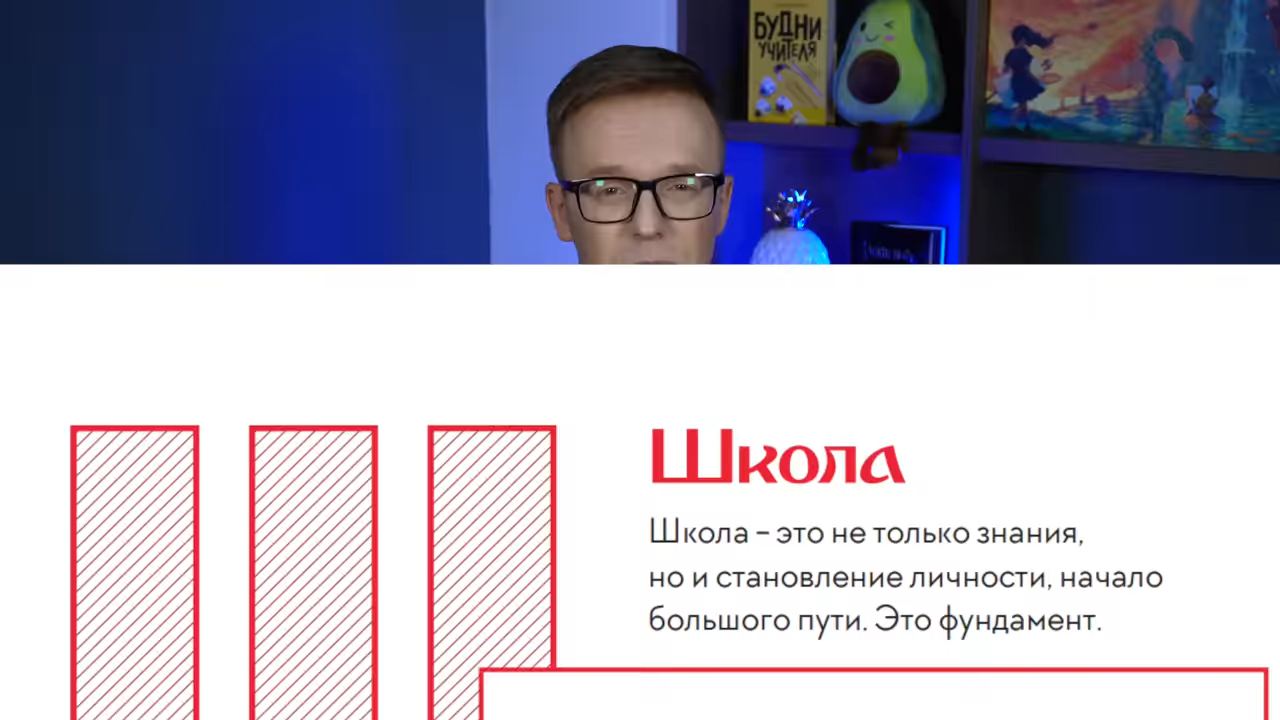 БУДНИ
УЧИТЕЛЯ
Школа
Школа – это не только знания,
но и становление личности, начало
большого пути. Это фундамент.